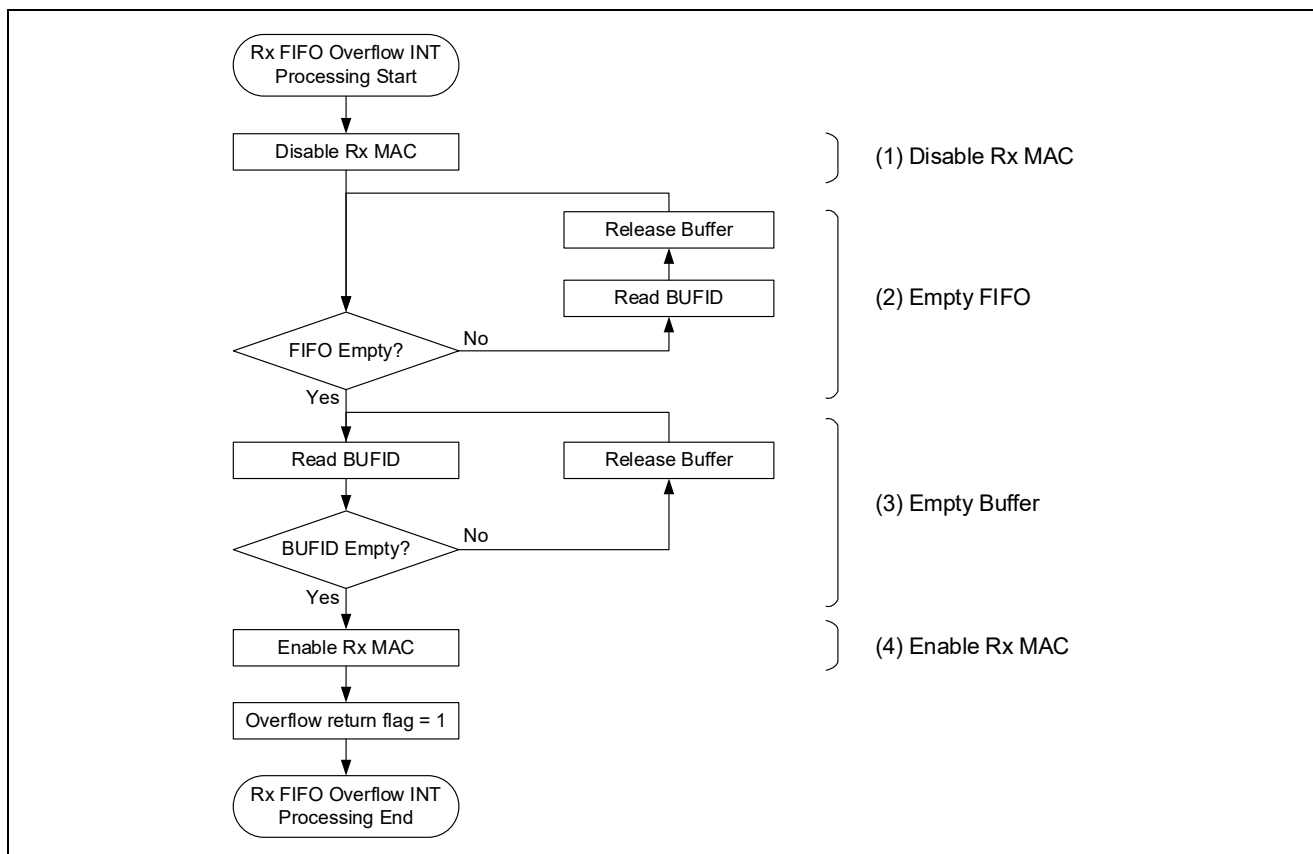 Rx FIFO Overflow INT
Processing Start
Disable Rx MAC
(1) Disable Rx MAC
Release Buffer
Read BUFID
(2) Empty FIFO
FIFO Empty?
No
Yes
Read BUFID
Release Buffer
(3) Empty Buffer
BUFID Empty?
No
Yes
Enable Rx MAC
(4) Enable Rx MAC
Overflow return flag = 1
Rx FIFO Overflow INT
Processing End